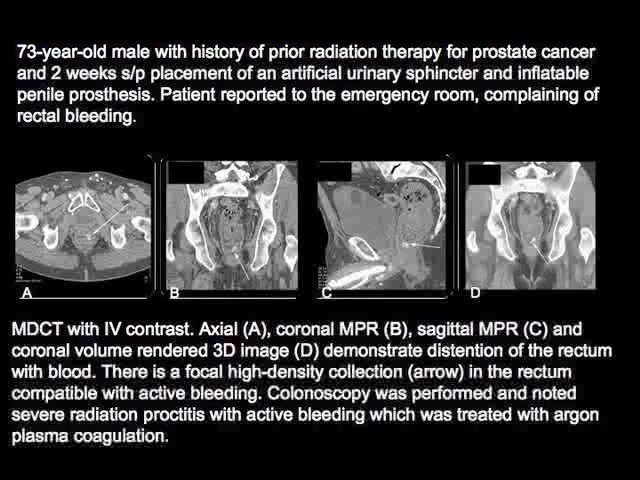 73-year-old male with history of prior radiation therapy for prostate cancer
and 2 weeks s/p placement of an artificial urinary sphincter and inflatable
penile prosthesis. Patient reported to the emergency room, complaining of
rectal bleeding.
A B C D
MDCT with IV contrast. Axial (A), coronal MPR (B), sagittal MPR (C) and
coronal volume rendered 3D image (D) demonstrate distention of the rectum
with blood. There is a focal high-density collection (arrow) in the rectum
compatible with active bleeding. Colonoscopy was performed and noted
severe radiation proctitis with active bleeding which was treated with argon
plasma coagulation.